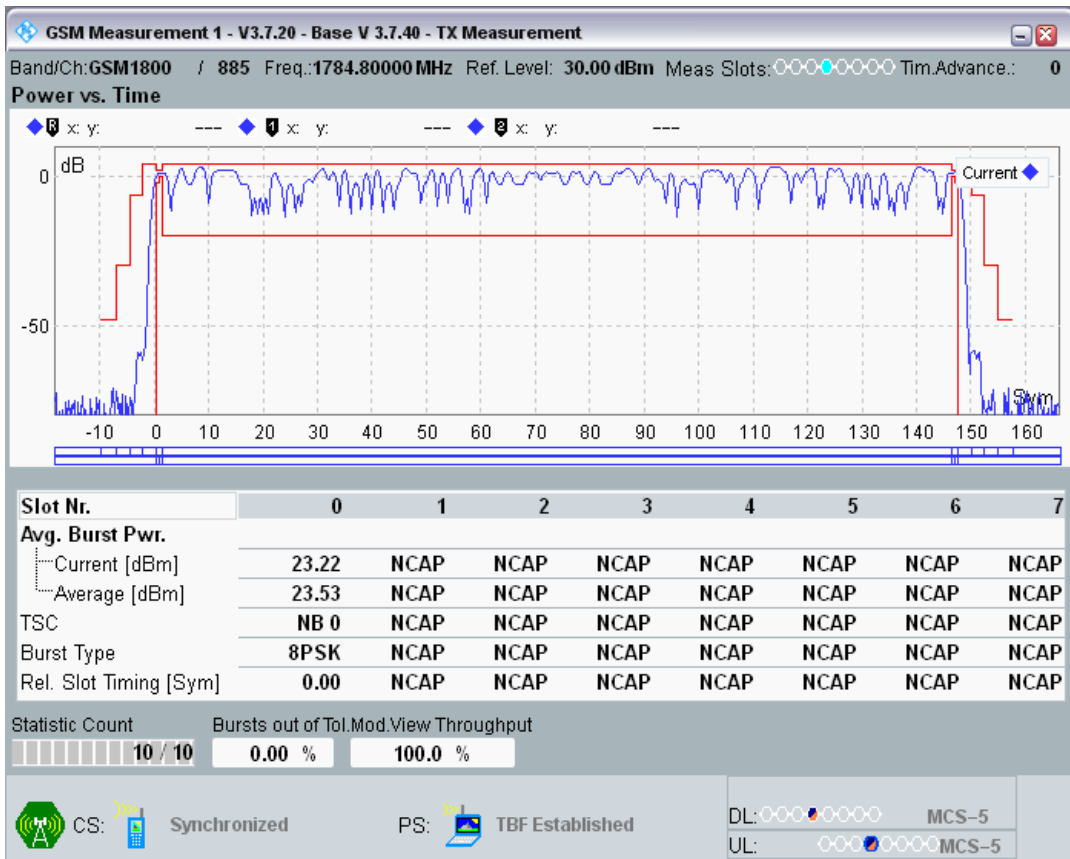 GSM Measurement 1 - V3.7.20 - Base V 3.7.40 - TX Measurement
Band/Ch:GSM1800 / 885 Freq.:1784.80000 MHz Ref. Level: 30.00 dBm Meas Slots: Tim.Advance.: 0
Power vs. Time
R x: y: --- 1 x: y: --- 2 x: y: ---
dB
Current
0
-50
Sym
-10 0 10 20 30 40 50 60 70 80 90 100 110 120 130 140 150 160
Slot Nr. 0 1 2 3 4 5 6 7
Avg. Burst Pwr.
Current [dBm] 23.22 NCAP NCAP NCAP NCAP NCAP NCAP NCAP
Average [dBm] 23.53 NCAP NCAP NCAP NCAP NCAP NCAP NCAP
TSC NB 0 NCAP NCAP NCAP NCAP NCAP NCAP NCAP
Burst Type 8PSK NCAP NCAP NCAP NCAP NCAP NCAP NCAP
Rel. Slot Timing [Sym] 0.00 NCAP NCAP NCAP NCAP NCAP NCAP NCAP
Statistic Count Bursts out of Tol.Mod.View Throughput
10 / 10 0.00 % 100.0 %
CS: Synchronized PS: TBF Established DL: MCS-5
UL: MCS-5